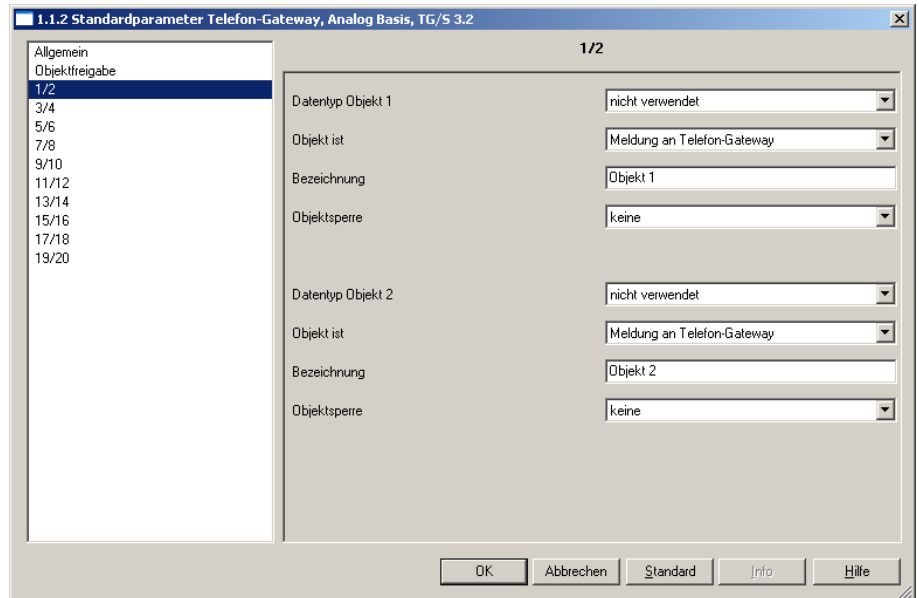 1.1.2 Standardparameter Telefon-Gateway, Analog Basis, TG/S 3.2
Allgemein
Objektfreigabe
1/2
3/4
5/6
7/8
9/10
11/12
13/14
15/16
17/18
19/20
1/2
Datentyp Objekt 1 nicht verwendet
Objekt ist Meldung an Telefon-Gateway
Bezeichnung Objekt 1
Objektsperre keine
Datentyp Objekt 2 nicht verwendet
Objekt ist Meldung an Telefon-Gateway
Bezeichnung Objekt 2
Objektsperre keine
OK Abbrechen Standard Info Hilfe